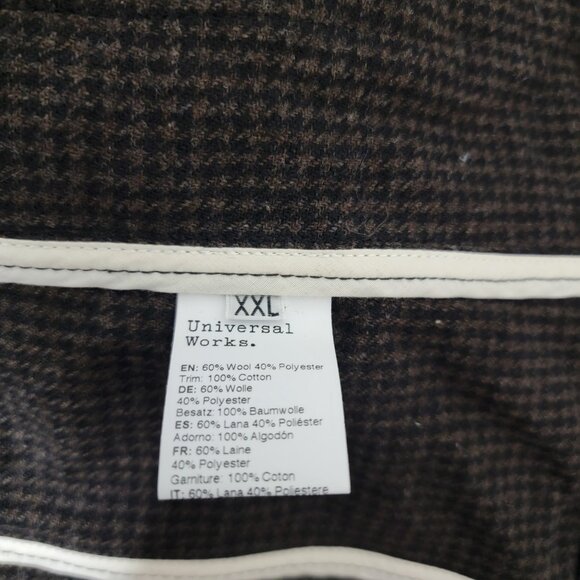 XXL
Universal
Works.
EN: 60% Wool 40% Polyester
Trim: 100% Cotton
DE: 60% Wolle
40% Polyester
Besatz: 100% Baumwolle
ES: 60% Lana 40% Poliéster
Adorno: 100% Algodón
FR: 60% Laine
40% Polyester
Garniture: 100% Coton
IT: 60% Lana 40% Poliestere